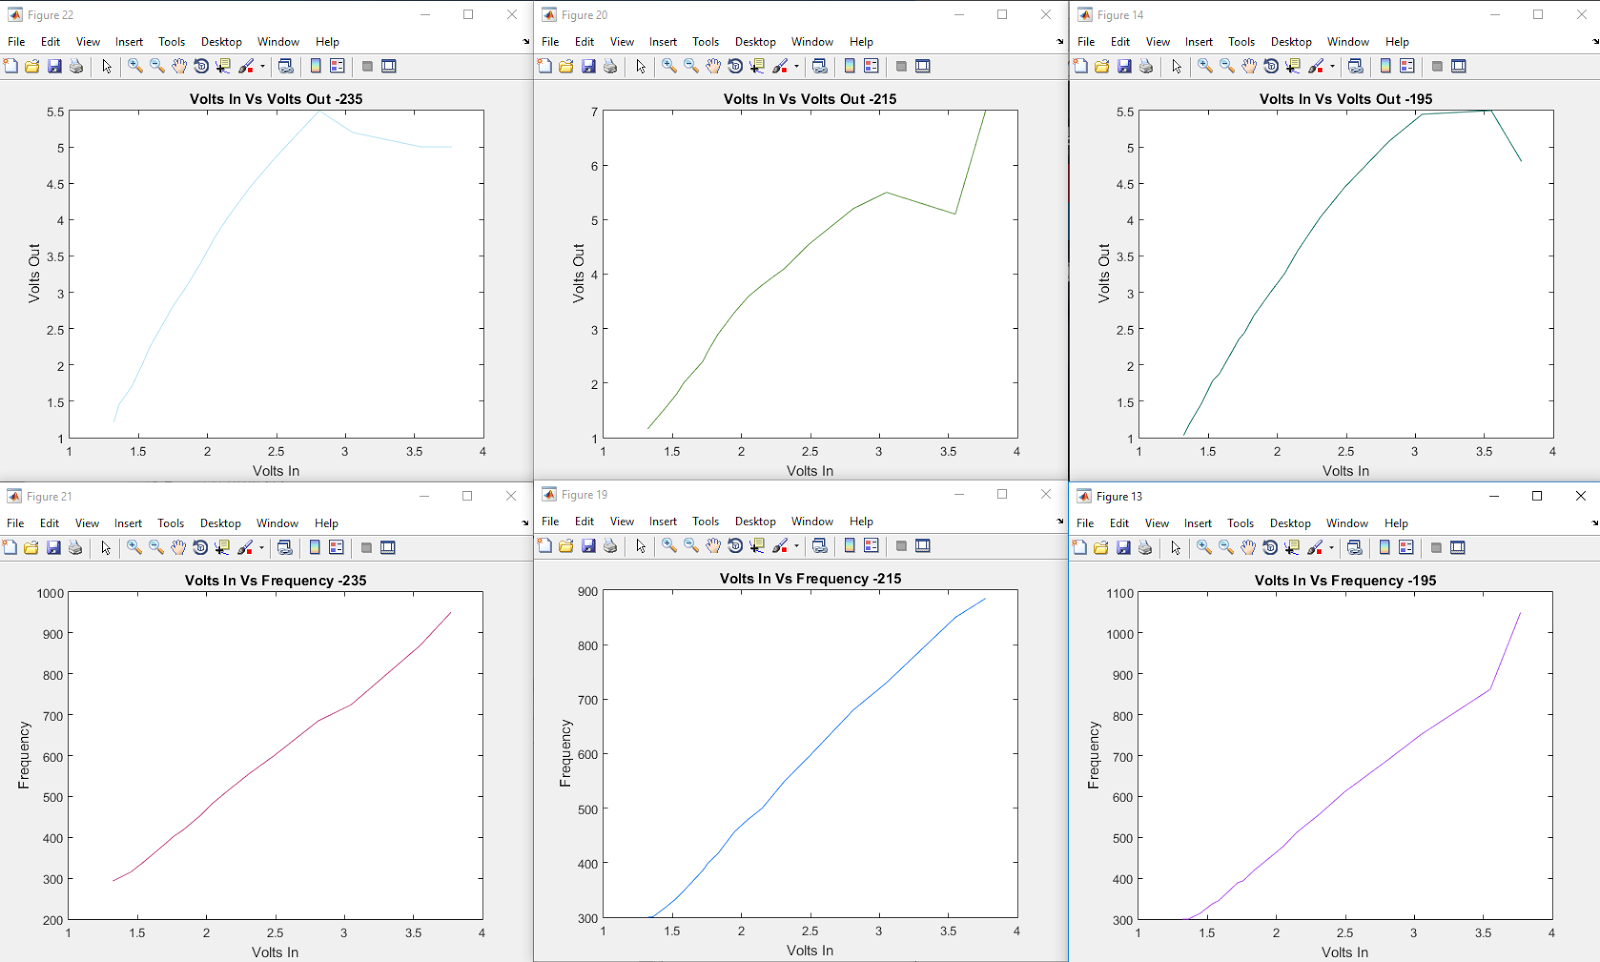 Figure 22
File Edit View Insert Tools Desktop Window Help
Volts In Vs Volts Out -235
5.5
5
4.5
4
3.5
3
2.5
2
1.5
1
Volts Out
1 1.5 2 2.5 3 3.5 4
Volts In
Figure 20
File Edit View Insert Tools Desktop Window Help
Volts In Vs Volts Out -215
7
6
5
4
3
2
1
Volts Out
1 1.5 2 2.5 3 3.5 4
Volts In
Figure 14
File Edit View Insert Tools Desktop Window Help
Volts In Vs Volts Out -195
5.5
5
4.5
4
3.5
3
2.5
2
1.5
1
Volts Out
1 1.5 2 2.5 3 3.5 4
Volts In
Figure 21
File Edit View Insert Tools Desktop Window Help
Volts In Vs Frequency -235
1000
900
800
700
600
500
400
300
200
Frequency
1 1.5 2 2.5 3 3.5 4
Volts In
Figure 19
File Edit View Insert Tools Desktop Window Help
Volts In Vs Frequency -215
900
800
700
600
500
400
300
Frequency
1 1.5 2 2.5 3 3.5 4
Volts In
Figure 13
File Edit View Insert Tools Desktop Window Help
Volts In Vs Frequency -195
1100
1000
900
800
700
600
500
400
300
Frequency
1 1.5 2 2.5 3 3.5 4
Volts In